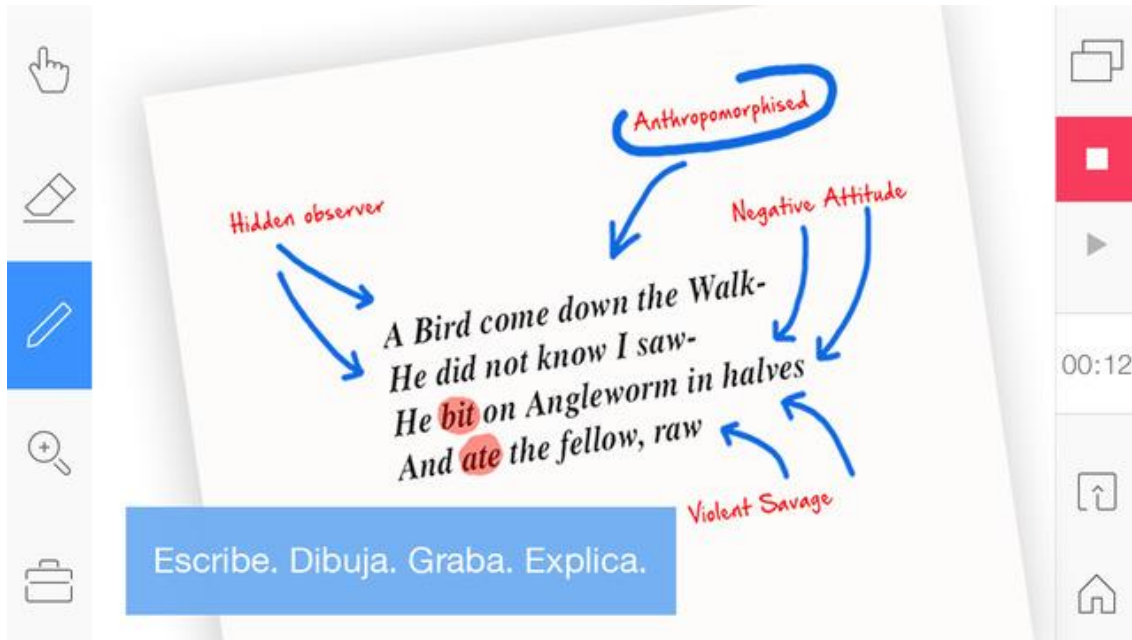 Anthropomorphised
Hidden observer
Negative Attitude
A Bird come down the Walk-
He did not know I saw-
He bit on Angleworm in halves
And ate the fellow, raw
Violent Savage
Escribe. Dibuja. Graba. Explica.
00:12